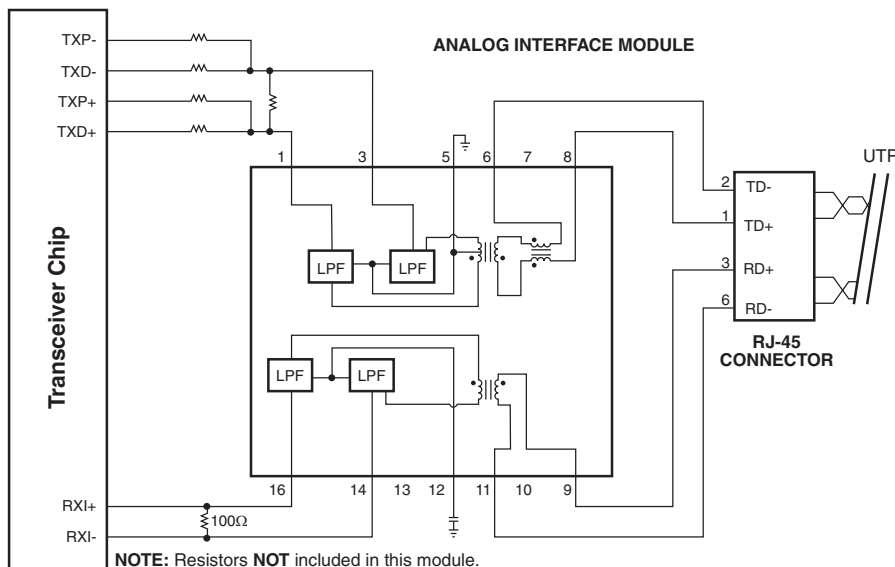 ANALOG INTERFACE MODULE
Transceiver Chip
TXP-
TXD-
TXP+
TXD+
1 3 5 6 7 8
LPF LPF
LPF LPF
16 14 13 12 11 10 9
RXI+
RXI-
100Ω
2 TD-
1 TD+
3 RD+
6 RD-
UTP
RJ-45
CONNECTOR
NOTE: Resistors NOT included in this module.